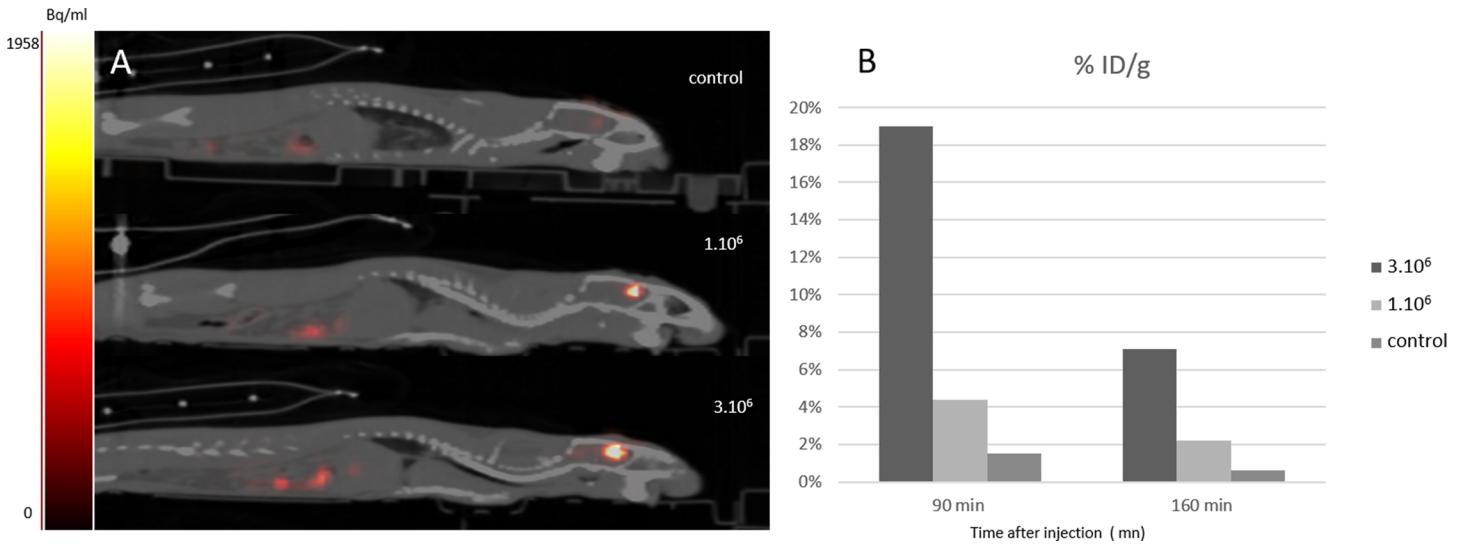 Bq/ml
1958
0
A
control
1.10⁶
3.10⁶
B
% ID/g
20%
18%
16%
14%
12%
10%
8%
6%
4%
2%
0%
90 min
160 min
Time after injection ( mn)
3.10⁶
1.10⁶
control